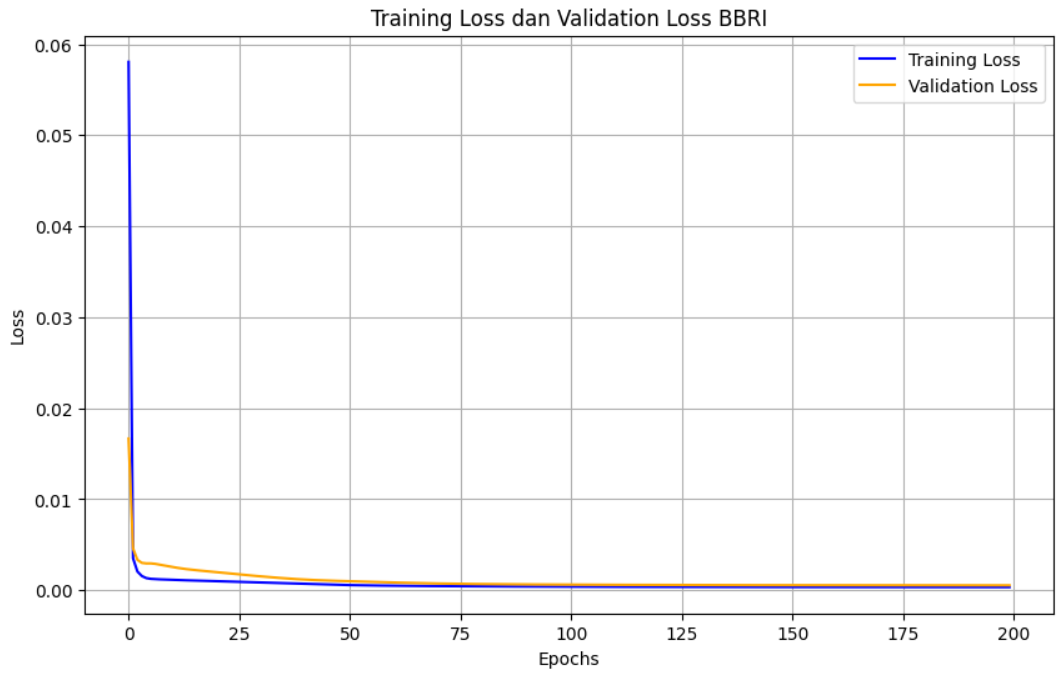 Training Loss dan Validation Loss BBRI
Training Loss
Validation Loss
Loss
0.06
0.05
0.04
0.03
0.02
0.01
0.00
0 25 50 75 100 125 150 175 200
Epochs